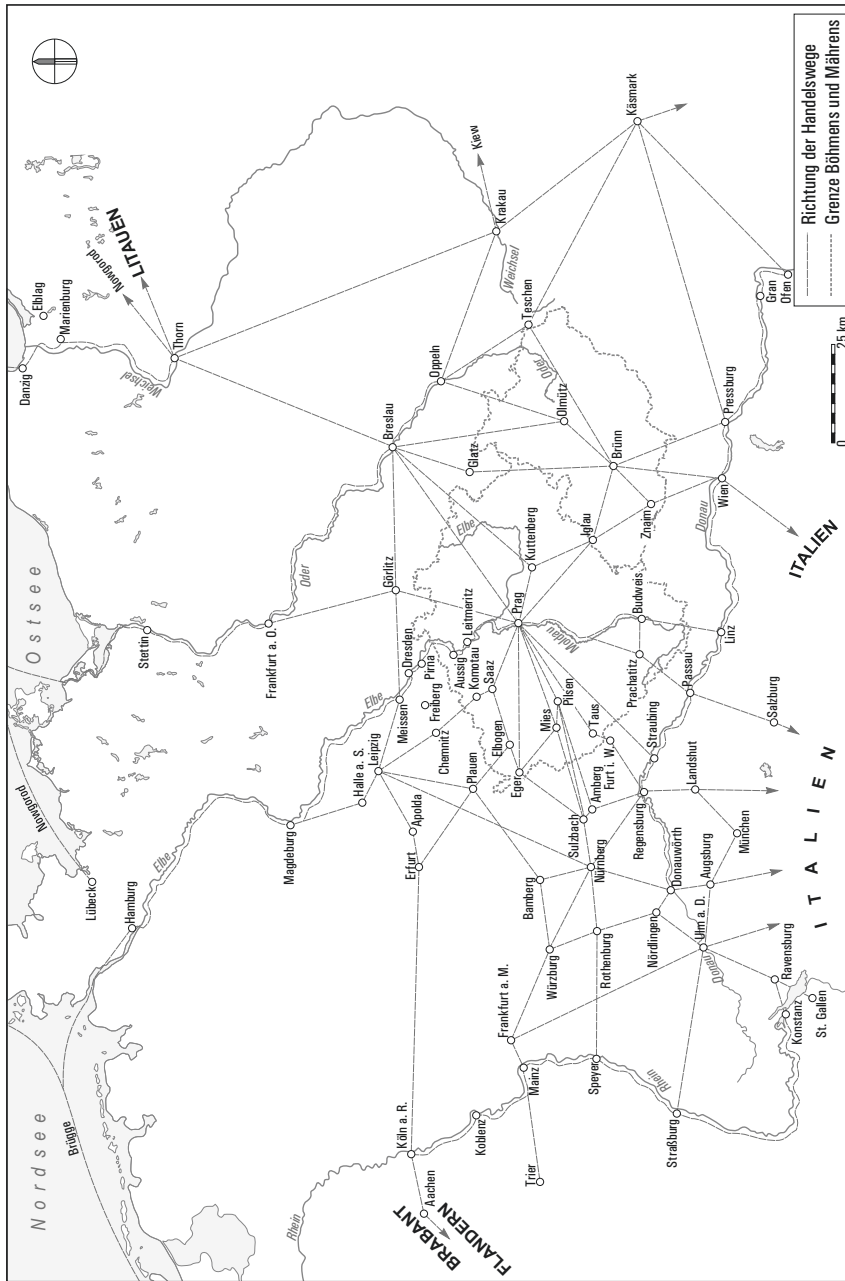 Nordsee
Ostsee
Brügge
Nowgorod
Lübeck
Hamburg
Elbe
Stettin
Danzig
Elbląg
Marienburg
Weichsel
Nowgorod
LITAUEN
Thorn
Magdeburg
Frankfurt a. O.
Oder
Halle a. S.
Leipzig
Elbe
Meissen
Dresden
Pirna
Görlitz
Breslau
Rhein
Köln a. R.
Aachen
BRABANT
FLANDERN
Erfurt
Apolda
Chemnitz
Freiberg
Aussig
Leitmeritz
Komotau
Saaz
Elbe
Glatz
Oppeln
Krakau
Kiew
Weichsel
Koblenz
Plauen
Elbogen
Eger
Prag
Kuttenberg
Oder
Teschen
Trier
Mainz
Frankfurt a. M.
Bamberg
Würzburg
Mies
Pilsen
Moldau
Olmütz
Speyer
Rothenburg
Nürnberg
Sulzbach
Amberg
Furt i. W.
Taus
Iglau
Brünn
Käsmark
Rhein
Nördlingen
Donauwörth
Regensburg
Straubing
Prachatitz
Budweis
Znaim
Straßburg
Ulm a. D.
Donau
Augsburg
Landshut
Passau
Linz
Donau
Wien
Pressburg
München
Salzburg
Gran
Ofen
Ravensburg
Konstanz
St. Gallen
ITALIEN
ITALIEN
0
25 km
Richtung der Handelswege
Grenze Böhmens und Mährens